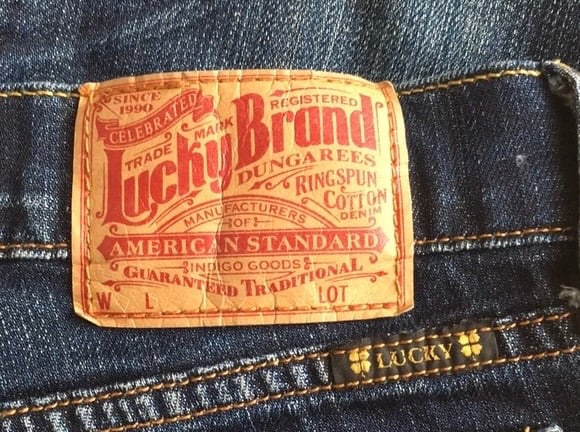 SINCE
1990
CELEBRATED
TRADE MARK
REGISTERED
Lucky Brand
DUNGAREES
RINGSPUN
COTTON
DENIM
MANUFACTURERS
OF
AMERICAN STANDARD
INDIGO GOODS
GUARANTEED TRADITIONAL
W L LOT
LUCKY